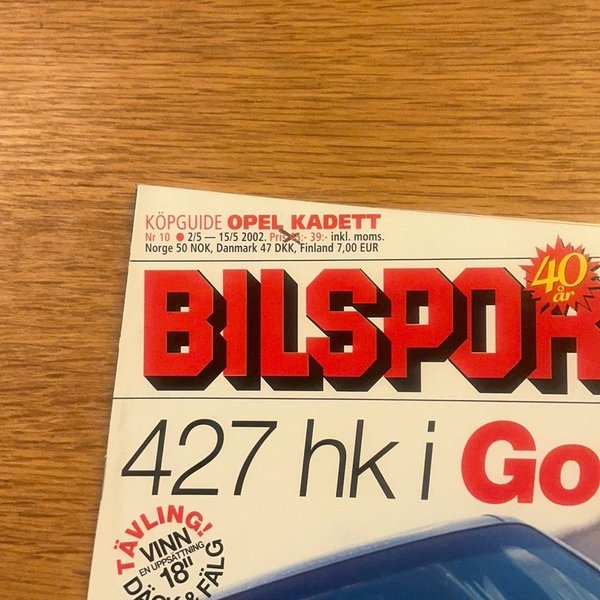 KÖPGUIDE OPEL KADETT
Nr 10 ● 2/5 — 15/5 2002. Pris :- 39:- inkl. moms.
Norge 50 NOK, Danmark 47 DKK, Finland 7,00 EUR
BILSPOR
40
år
427 hk i Go
TÄVLING!
VINN
EN UPPSÄTTNING
18"
DÄCK & FÄLG